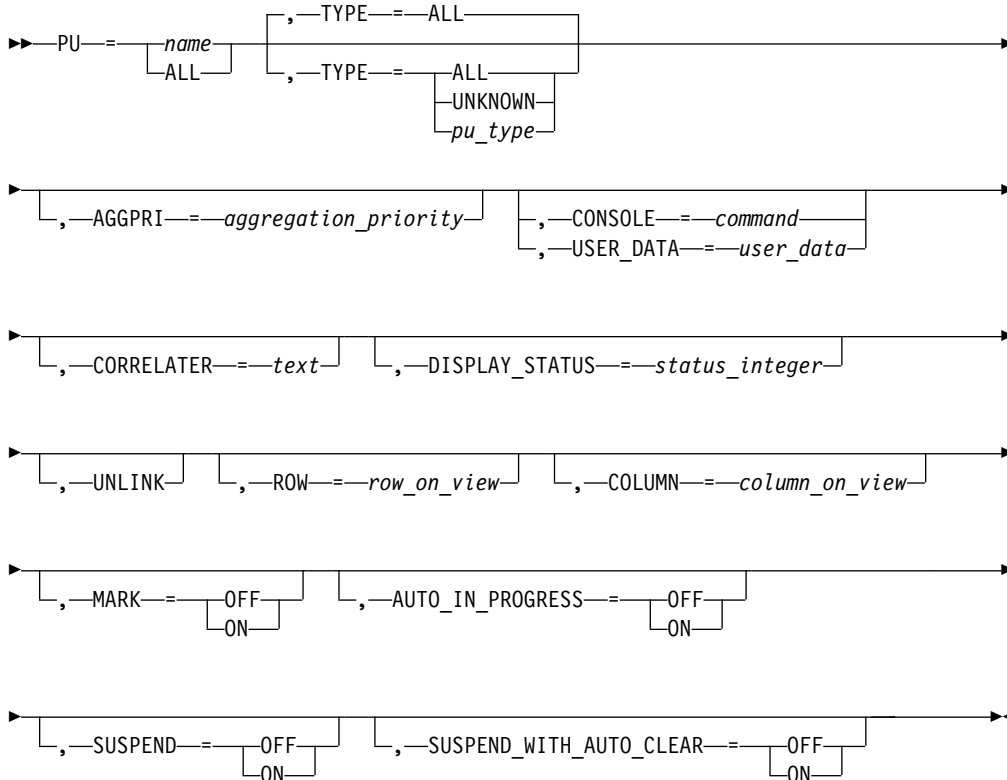 , TYPE = ALL
PU = name , TYPE = ALL
ALL UNKNOWN
pu_type
, AGGPRI = aggregation_priority , CONSOLE = command
, USER_DATA = user_data
, CORRELATER = text , DISPLAY_STATUS = status_integer
, UNLINK , ROW = row_on_view , COLUMN = column_on_view
, MARK = OFF , AUTO_IN_PROGRESS = OFF
ON ON
, SUSPEND = OFF , SUSPEND_WITH_AUTO_CLEAR = OFF
ON ON